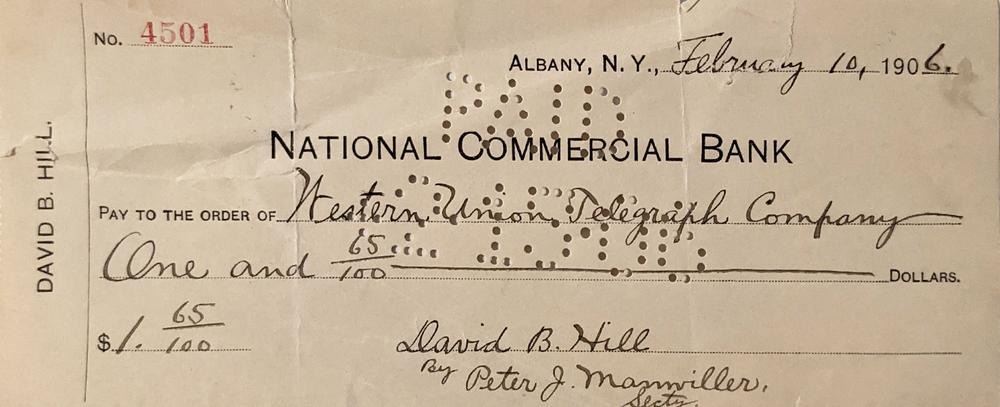 No. 4501
ALBANY, N. Y., February 10, 1906.
PAID
NATIONAL COMMERCIAL BANK
DAVID B. HILL.
PAY TO THE ORDER OF Western Union Telegraph Company
One and 65/100 DOLLARS.
$1. 65/100
David B. Hill
By Peter J. Manwiller,
Secty.